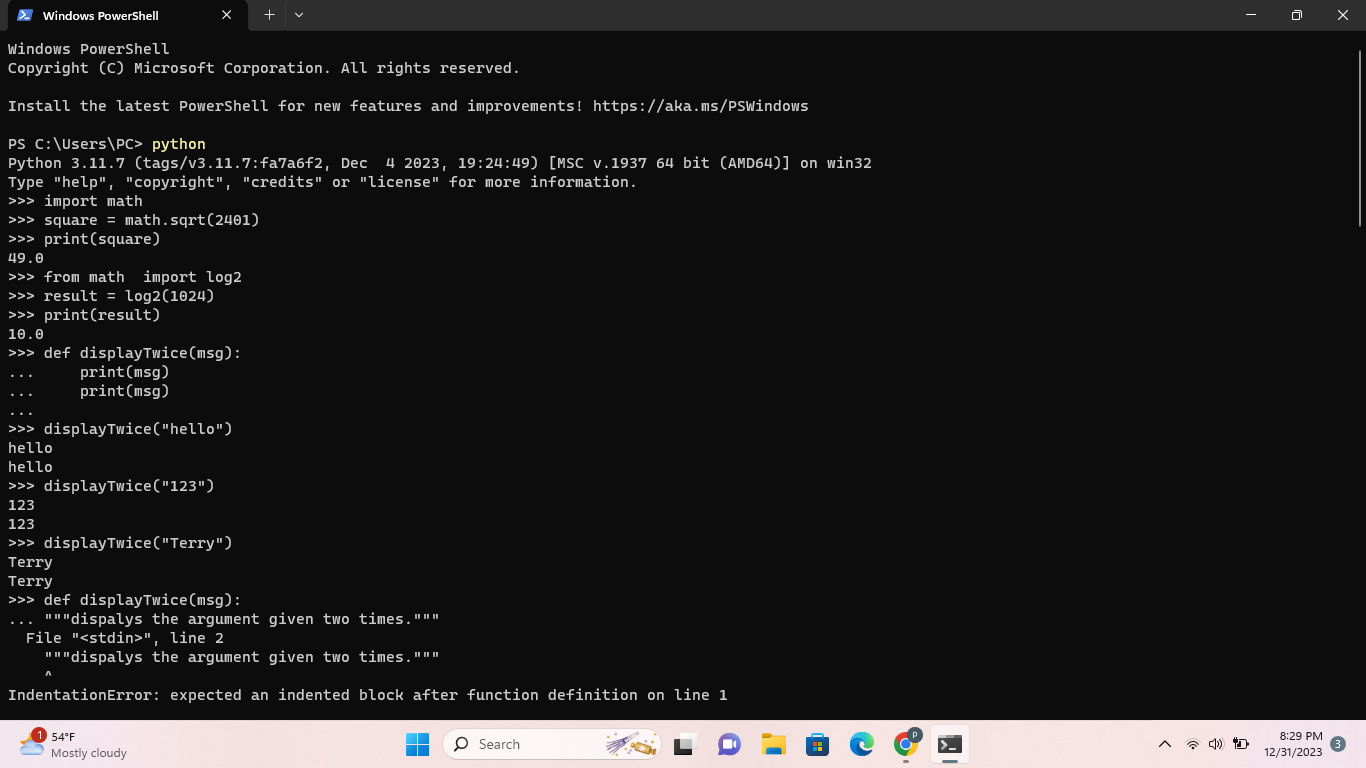 Windows PowerShell
Windows PowerShell
Copyright (C) Microsoft Corporation. All rights reserved.
Install the latest PowerShell for new features and improvements! https://aka.ms/PSWindows
PS C:\Users\PC> python
Python 3.11.7 (tags/v3.11.7:fa7a6f2, Dec  4 2023, 19:24:49) [MSC v.1937 64 bit (AMD64)] on win32
Type "help", "copyright", "credits" or "license" for more information.
>>> import math
>>> square = math.sqrt(2401)
>>> print(square)
49.0
>>> from math  import log2
>>> result = log2(1024)
>>> print(result)
10.0
>>> def displayTwice(msg):
...     print(msg)
...     print(msg)
...
>>> displayTwice("hello")
hello
hello
>>> displayTwice("123")
123
123
>>> displayTwice("Terry")
Terry
Terry
>>> def displayTwice(msg):
... """dispalys the argument given two times."""
  File "<stdin>", line 2
    """dispalys the argument given two times."""
    ^
IndentationError: expected an indented block after function definition on line 1
1
54°F
Mostly cloudy
Search
P
8:29 PM
12/31/2023
3